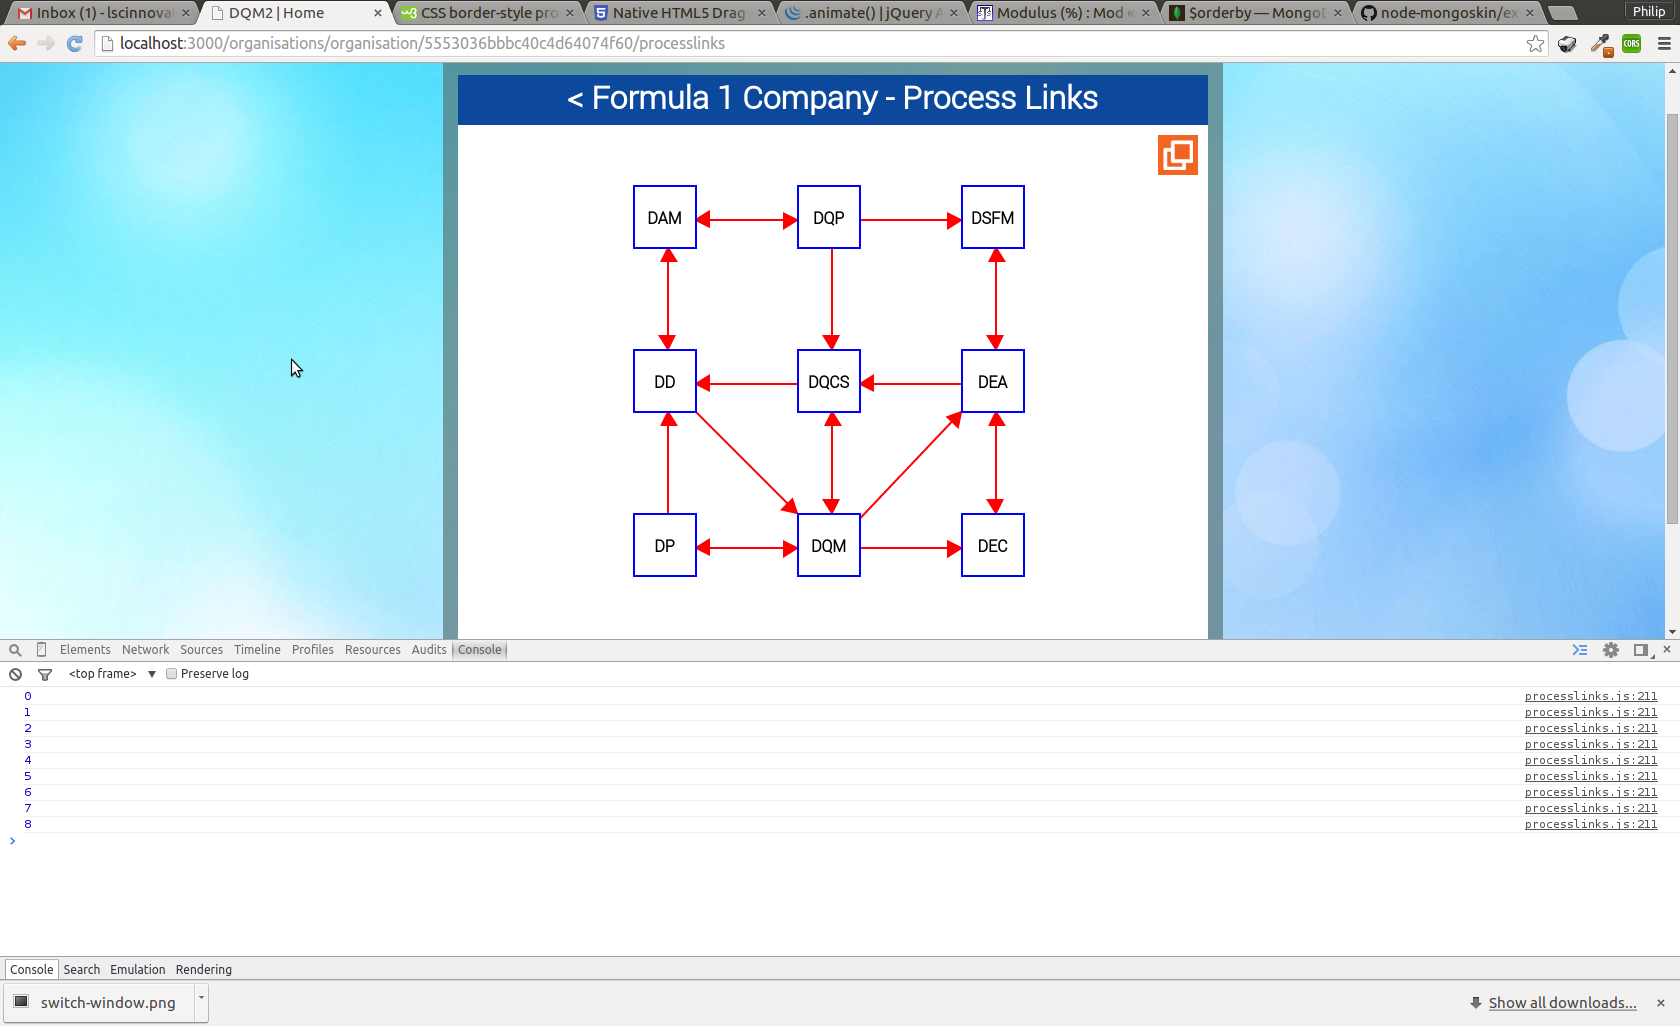 Inbox (1) - lscinnova
DQM2 | Home
CSS border-style pro
Native HTML5 Drag
.animate() | jQuery A
Modulus (%) : Mod
$orderby — MongoD
node-mongoskin/ex
Philip
localhost:3000/organisations/organisation/5553036bbbc40c4d64074f60/processlinks
CORS
< Formula 1 Company - Process Links
DAM
DQP
DSFM
DD
DQCS
DEA
DP
DQM
DEC
Elements Network Sources Timeline Profiles Resources Audits Console
<top frame> ▼ Preserve log
0 processlinks.js:211
1 processlinks.js:211
2 processlinks.js:211
3 processlinks.js:211
4 processlinks.js:211
5 processlinks.js:211
6 processlinks.js:211
7 processlinks.js:211
8 processlinks.js:211
>
Console Search Emulation Rendering
switch-window.png
Show all downloads...